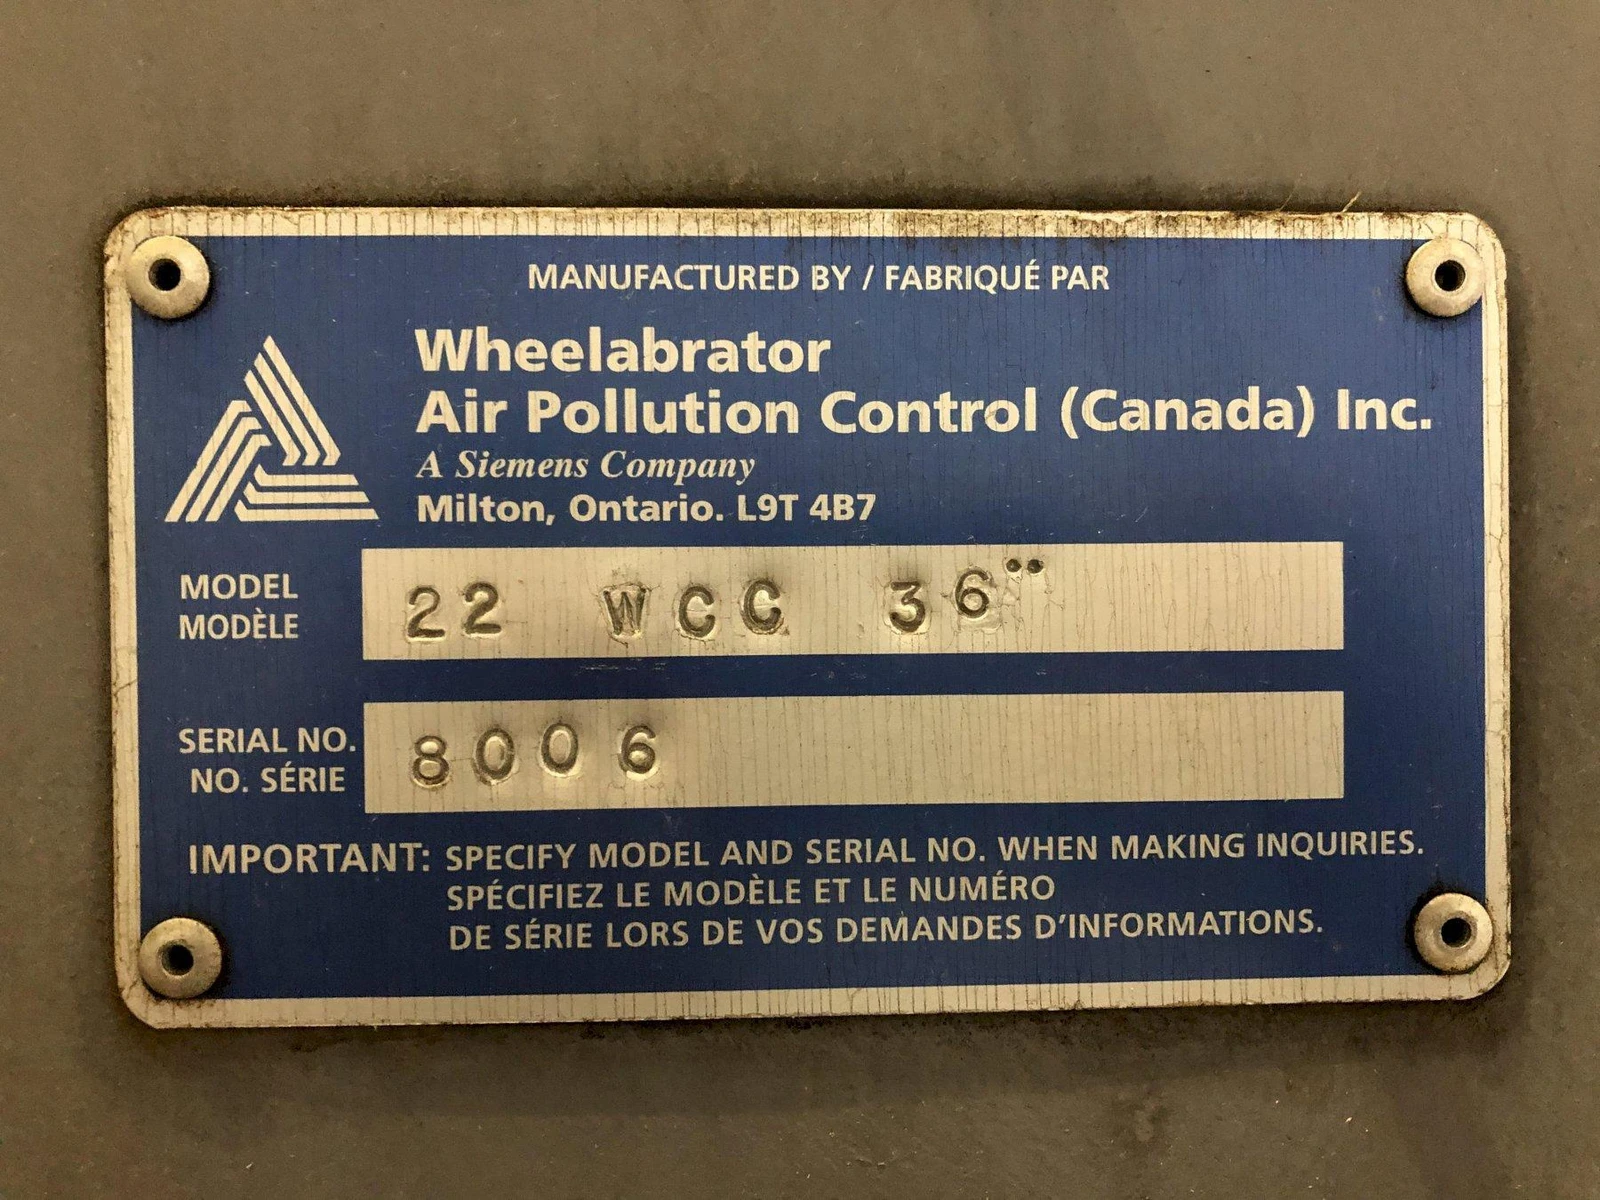 MANUFACTURED BY / FABRIQUÉ PAR
Wheelabrator
Air Pollution Control (Canada) Inc.
A Siemens Company
Milton, Ontario. L9T 4B7
MODEL
MODÈLE
22 WCC 36"
SERIAL NO.
NO. SÉRIE
8006
IMPORTANT: SPECIFY MODEL AND SERIAL NO. WHEN MAKING INQUIRIES.
SPÉCIFIEZ LE MODÈLE ET LE NUMÉRO
DE SÉRIE LORS DE VOS DEMANDES D'INFORMATIONS.